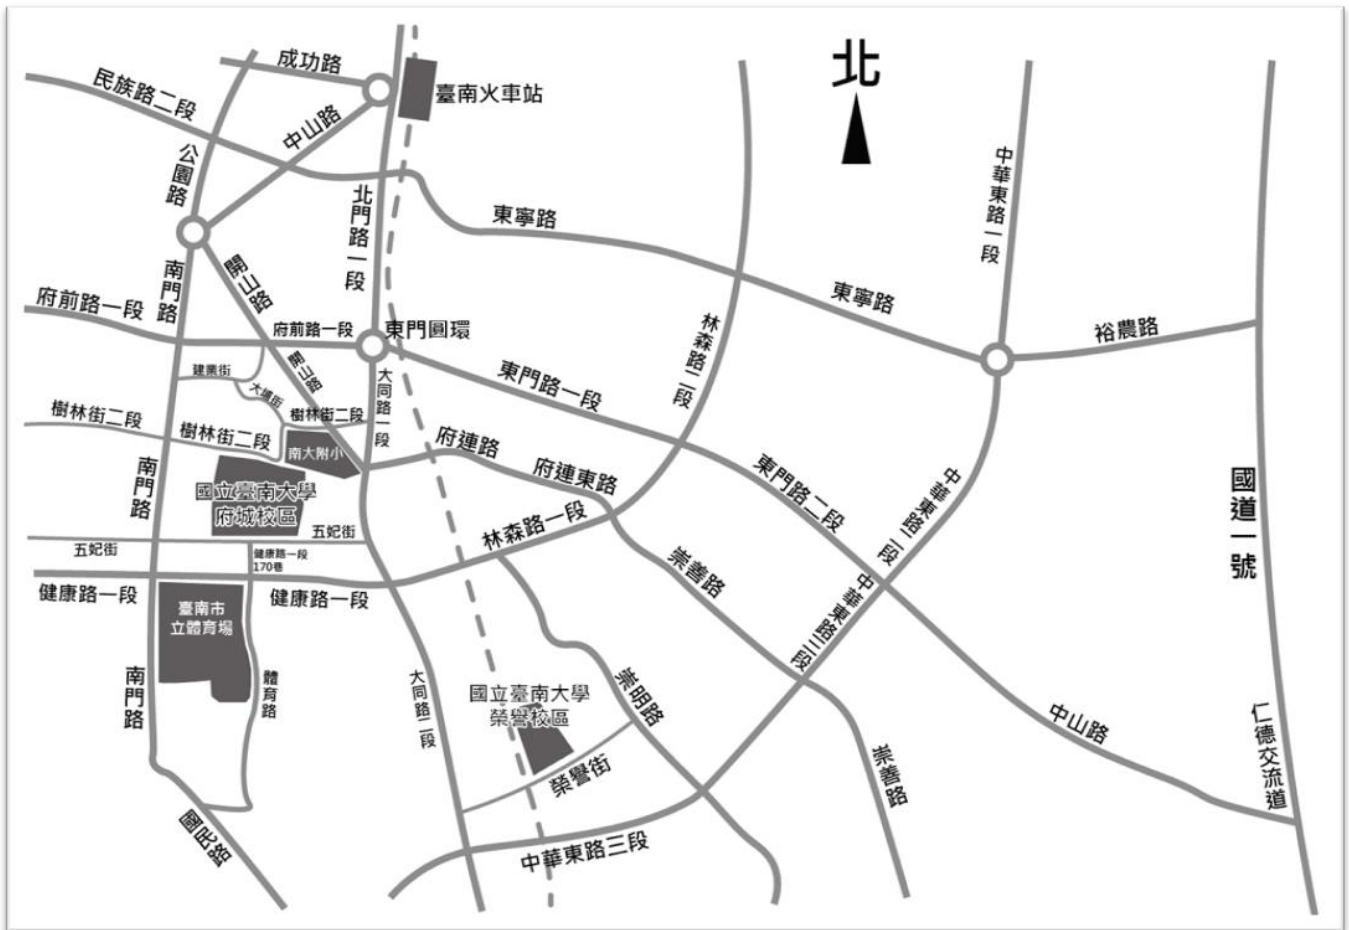 成功路
北
民族路二段
臺南火車站
中山路
公園路
中華東路一段
北門路一段
東寧路
南門路
開山路
東寧路
府前路一段
府前路一段
東門圓環
林森路二段
裕農路
開山路
建業街
大同路一段
東門路一段
大埔街
樹林街二段
樹林街二段
樹林街二段
府連路
南大附小
南門路
府連東路
東門路二段
中華東路二段
國道一號
國立臺南大學
府城校區
林森路一段
五妃街
五妃街
健康路一段
170巷
崇善路
中華東路三段
健康路一段
健康路一段
臺南市
立體育場
南門路
體育路
大同路二段
國立臺南大學
榮譽校區
崇明路
中山路
仁德交流道
榮譽街
崇善路
國民路
中華東路三段